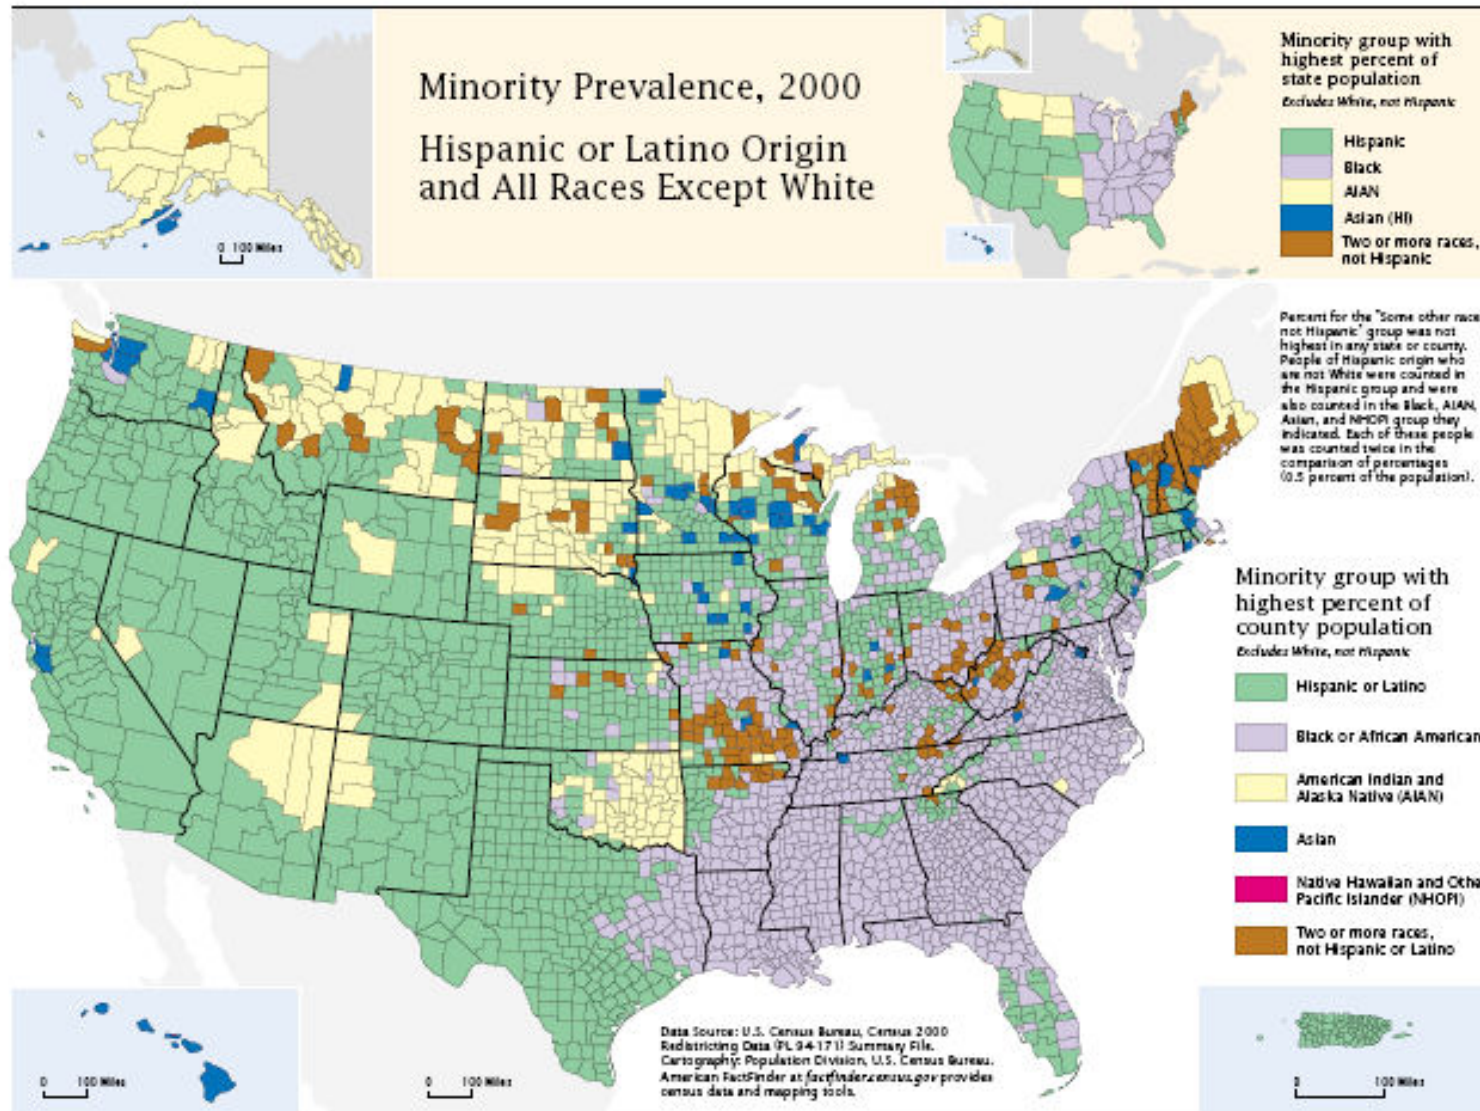 Minority Prevalence, 2000
Hispanic or Latino Origin
and All Races Except White
0 100 Miles
Minority group with
highest percent of
state population
Excludes White, not Hispanic
Hispanic
Black
AIAN
Asian (HI)
Two or more races,
not Hispanic
Percent for the "Some other race
not Hispanic" group was not
highest in any state or county.
People of Hispanic origin who
are not White were counted in
the Hispanic group and were
also counted in the Black, AIAN,
Asian, and NHOPI group they
indicated. Each of these people
was counted twice in the
comparison of percentages
(0.5 percent of the population).
Minority group with
highest percent of
county population
Excludes White, not Hispanic
Hispanic or Latino
Black or African American
American Indian and
Alaska Native (AIAN)
Asian
Native Hawaiian and Othe
Pacific Islander (NHOPI)
Two or more races,
not Hispanic or Latino
0 100 Miles
0 100 Miles
Data Source: U.S. Census Bureau, Census 2000
Redistricting Data (PL 94-171) Summary File.
Cartography: Population Division, U.S. Census Bureau.
American FactFinder at factfinder.census.gov provides
census data and mapping tools.
0 100 Miles